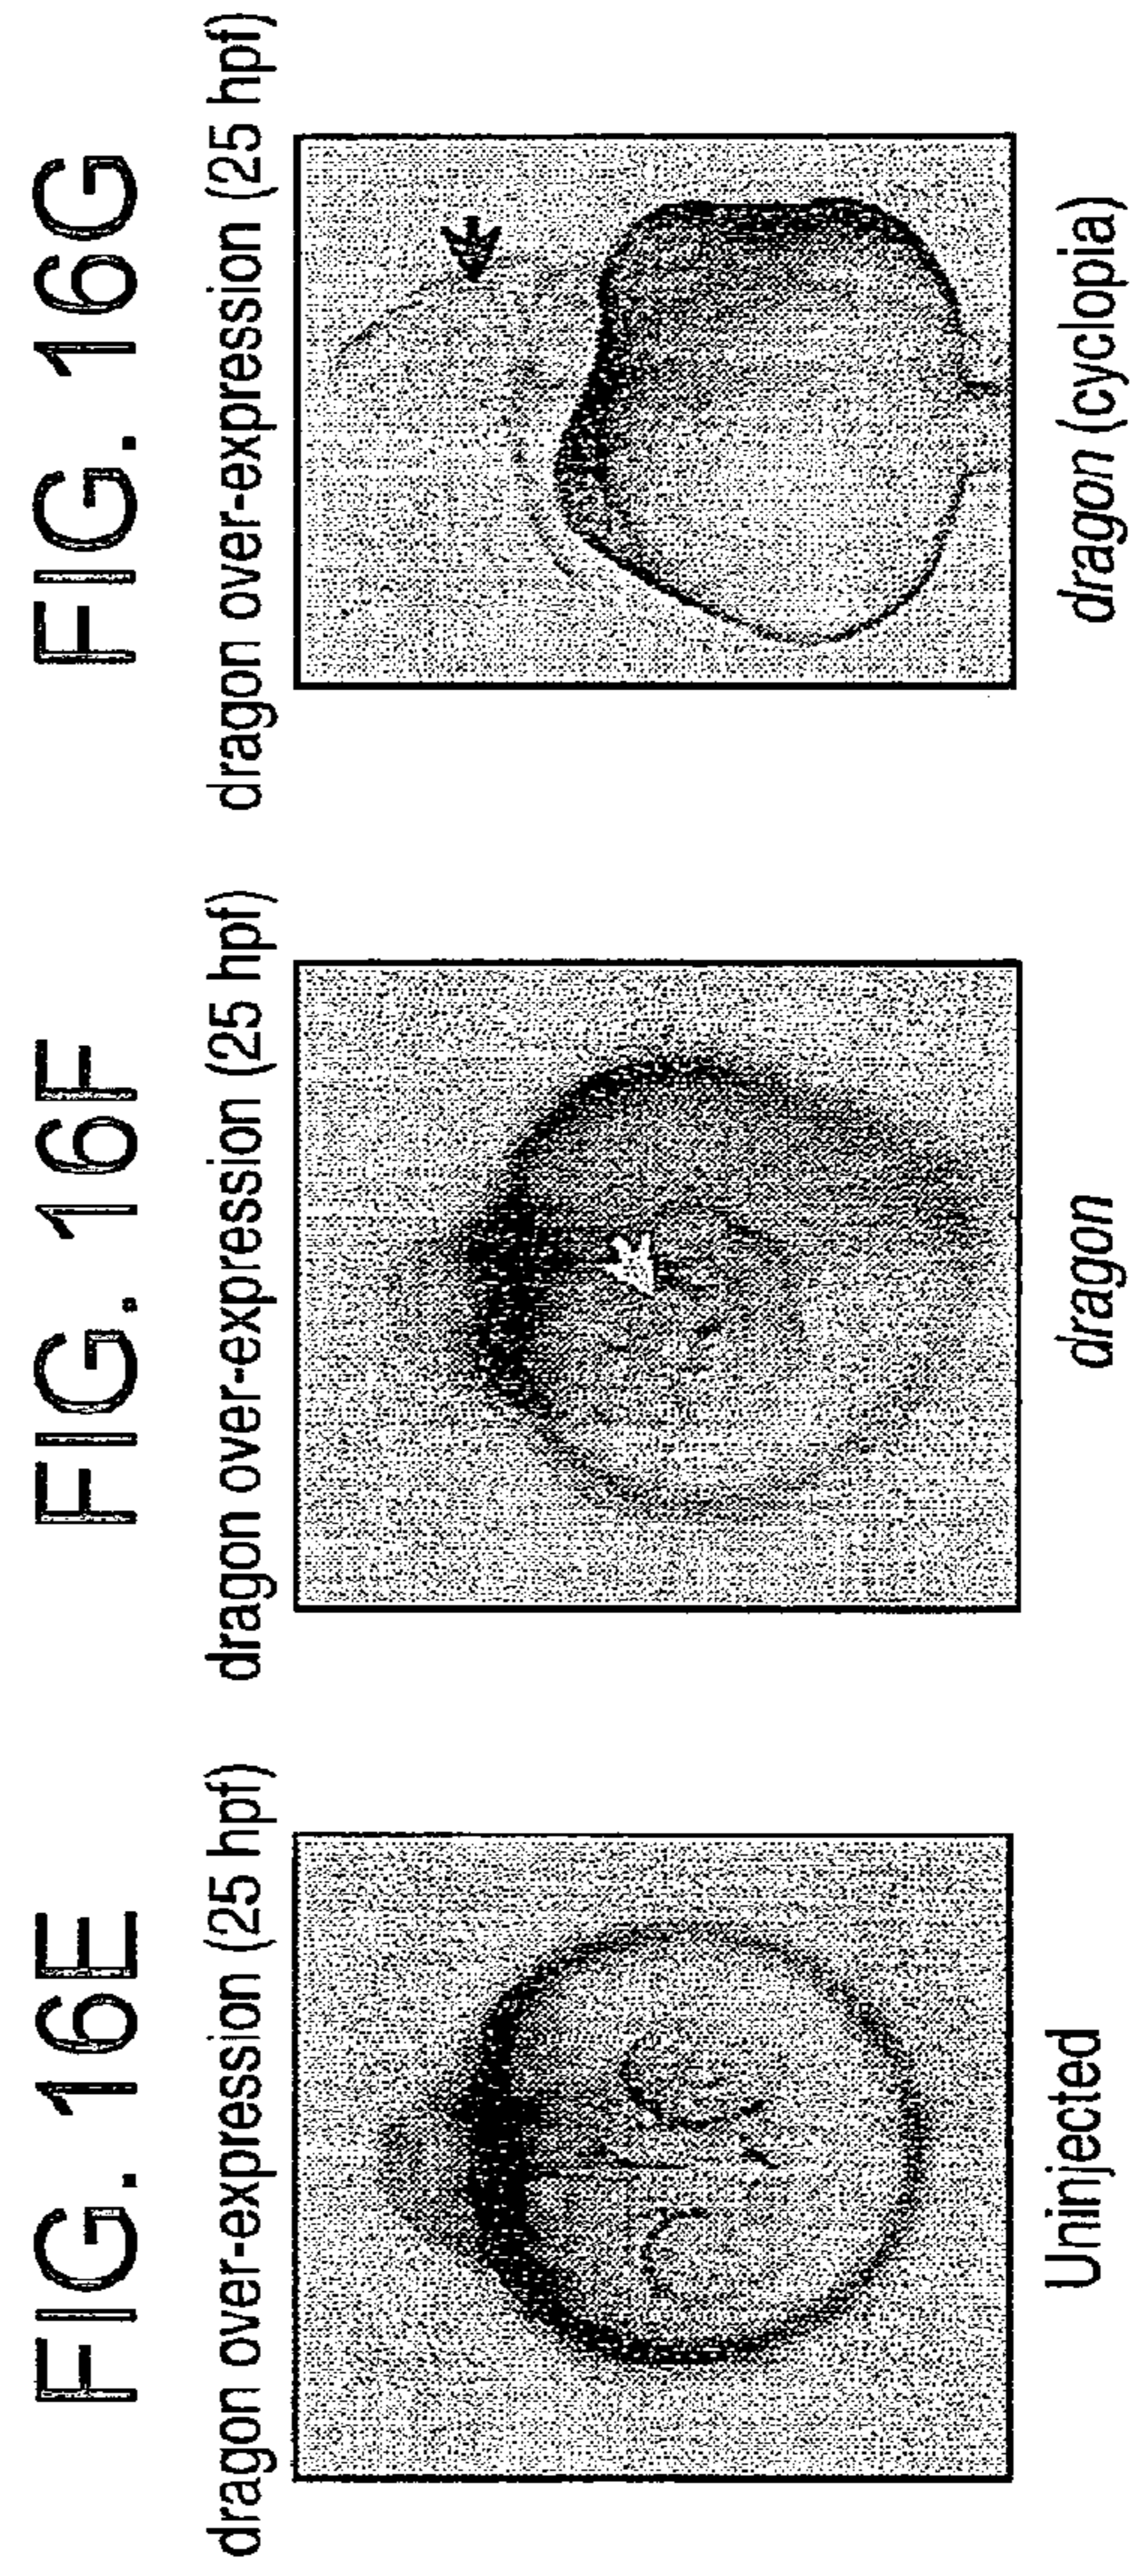 FIG. 16E
dragon over-expression (25 hpf)
Uninjected
FIG. 16F
dragon over-expression (25 hpf)
dragon
FIG. 16G
dragon over-expression (25 hpf)
dragon (cyclopia)